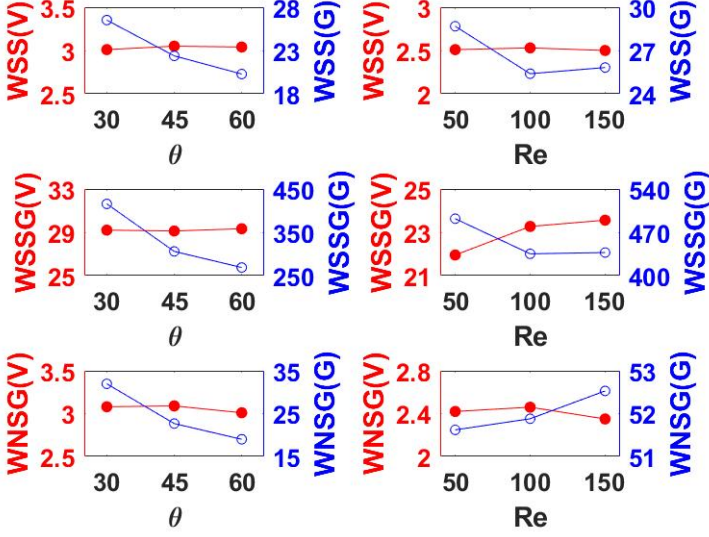 WSS(V)
3.5
3
2.5
28
23
18
WSS(G)
30 45 60
θ
WSS(V)
3
2.5
2
30
27
24
WSS(G)
50 100 150
Re
WSSG(V)
33
29
25
450
350
250
WSSG(G)
30 45 60
θ
WSSG(V)
25
23
21
540
470
400
WSSG(G)
50 100 150
Re
WNSG(V)
3.5
3
2.5
35
25
15
WNSG(G)
30 45 60
θ
WNSG(V)
2.8
2.4
2
53
52
51
WNSG(G)
50 100 150
Re